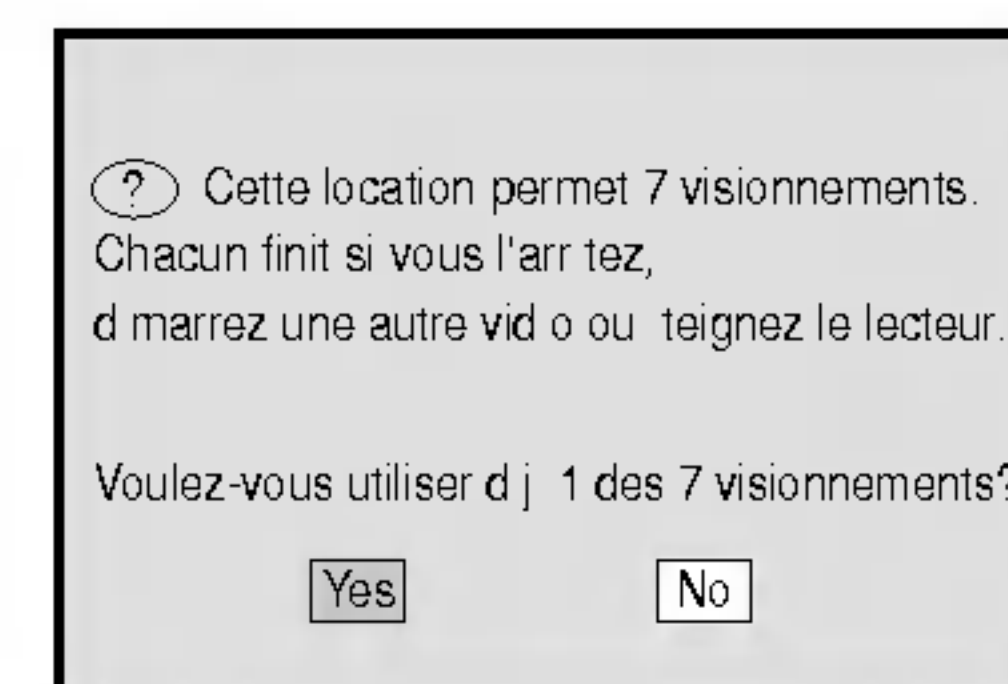 ? Cette location permet 7 visionnements.
Chacun finit si vous l'arr tez,
d marrez une autre vid o ou  teignez le lecteur.
Voulez-vous utiliser d j  1 des 7 visionnements?
Yes No